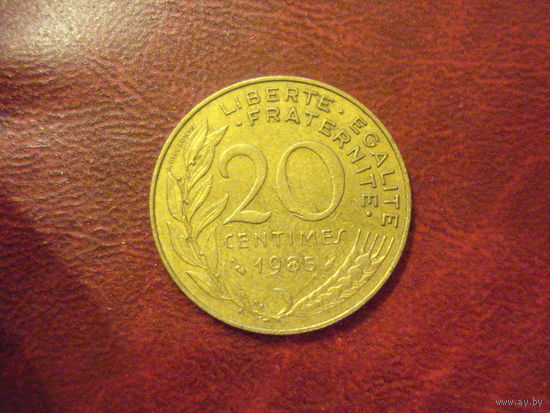 LIBERTE · EGALITE
· FRATERNITE ·
20
CENTIMES
1985
www.ay.by